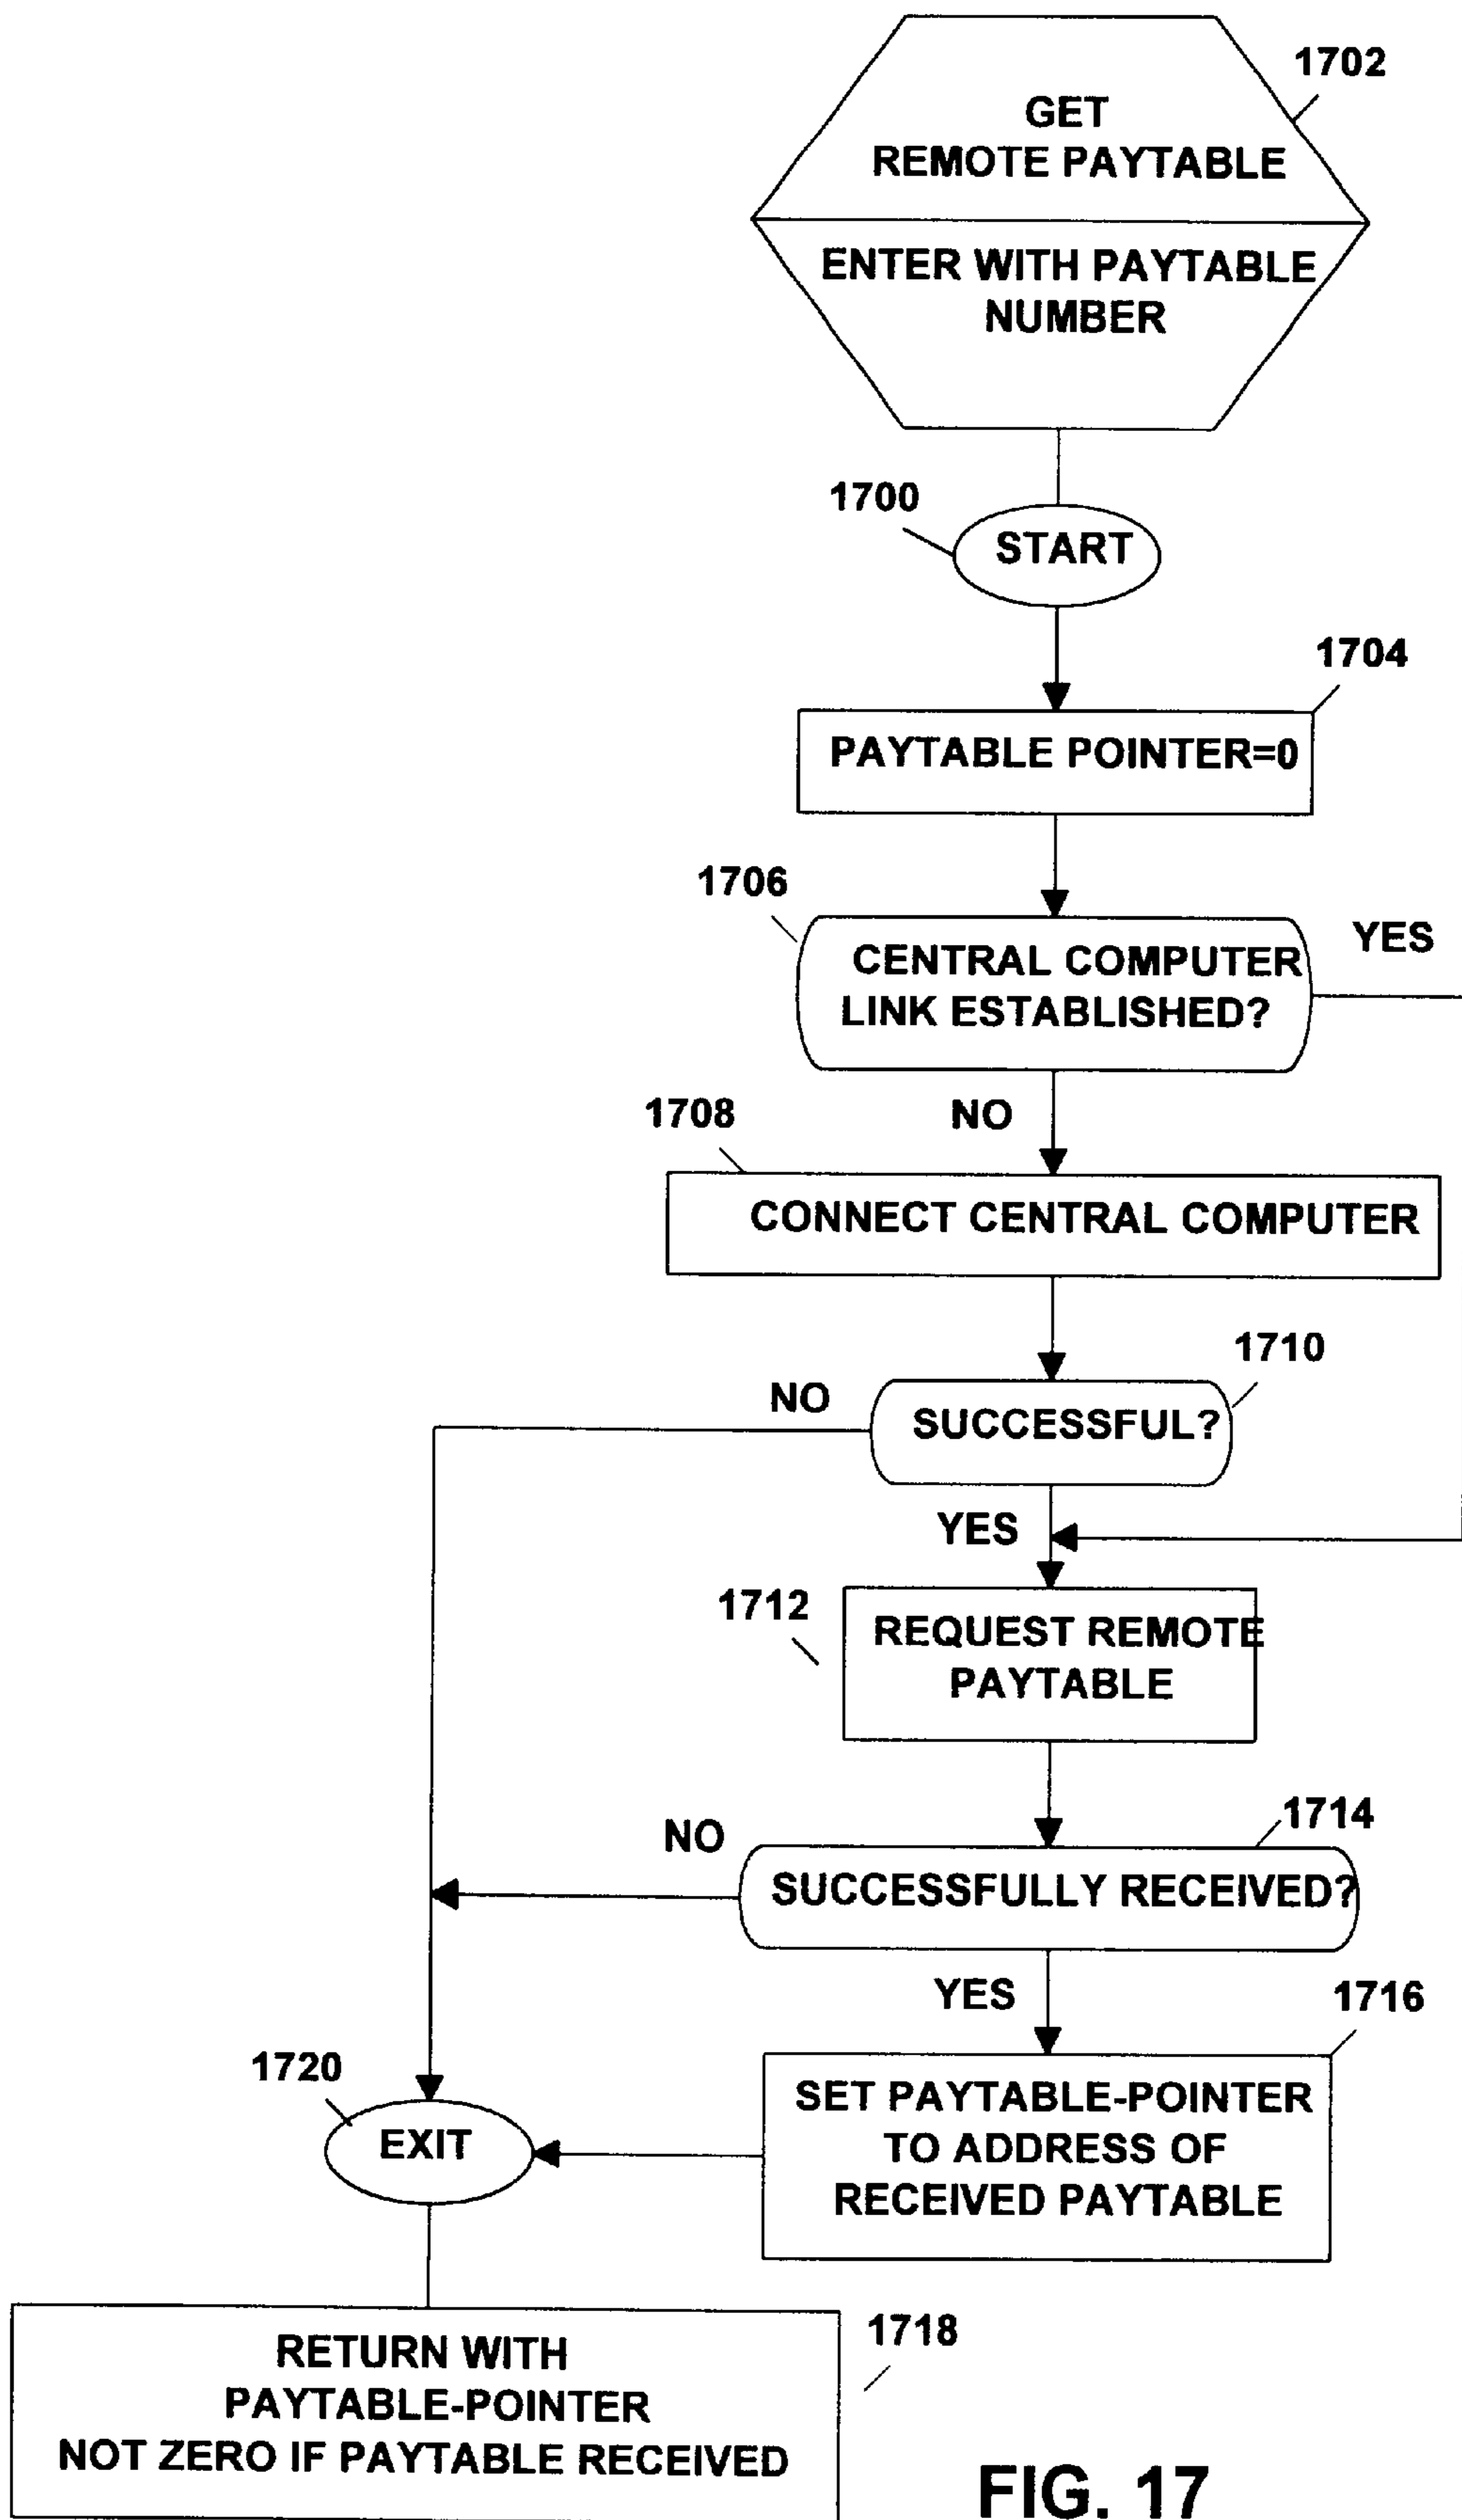 1702
GET
REMOTE PAYTABLE
ENTER WITH PAYTABLE
NUMBER
1700
START
1704
PAYTABLE POINTER=0
1706
YES
CENTRAL COMPUTER
LINK ESTABLISHED?
1708
NO
CONNECT CENTRAL COMPUTER
1710
NO
SUCCESSFUL?
YES
1712
REQUEST REMOTE
PAYTABLE
1714
NO
SUCCESSFULLY RECEIVED?
YES
1716
1720
SET PAYTABLE-POINTER
TO ADDRESS OF
RECEIVED PAYTABLE
EXIT
1718
RETURN WITH
PAYTABLE-POINTER
NOT ZERO IF PAYTABLE RECEIVED
FIG. 17